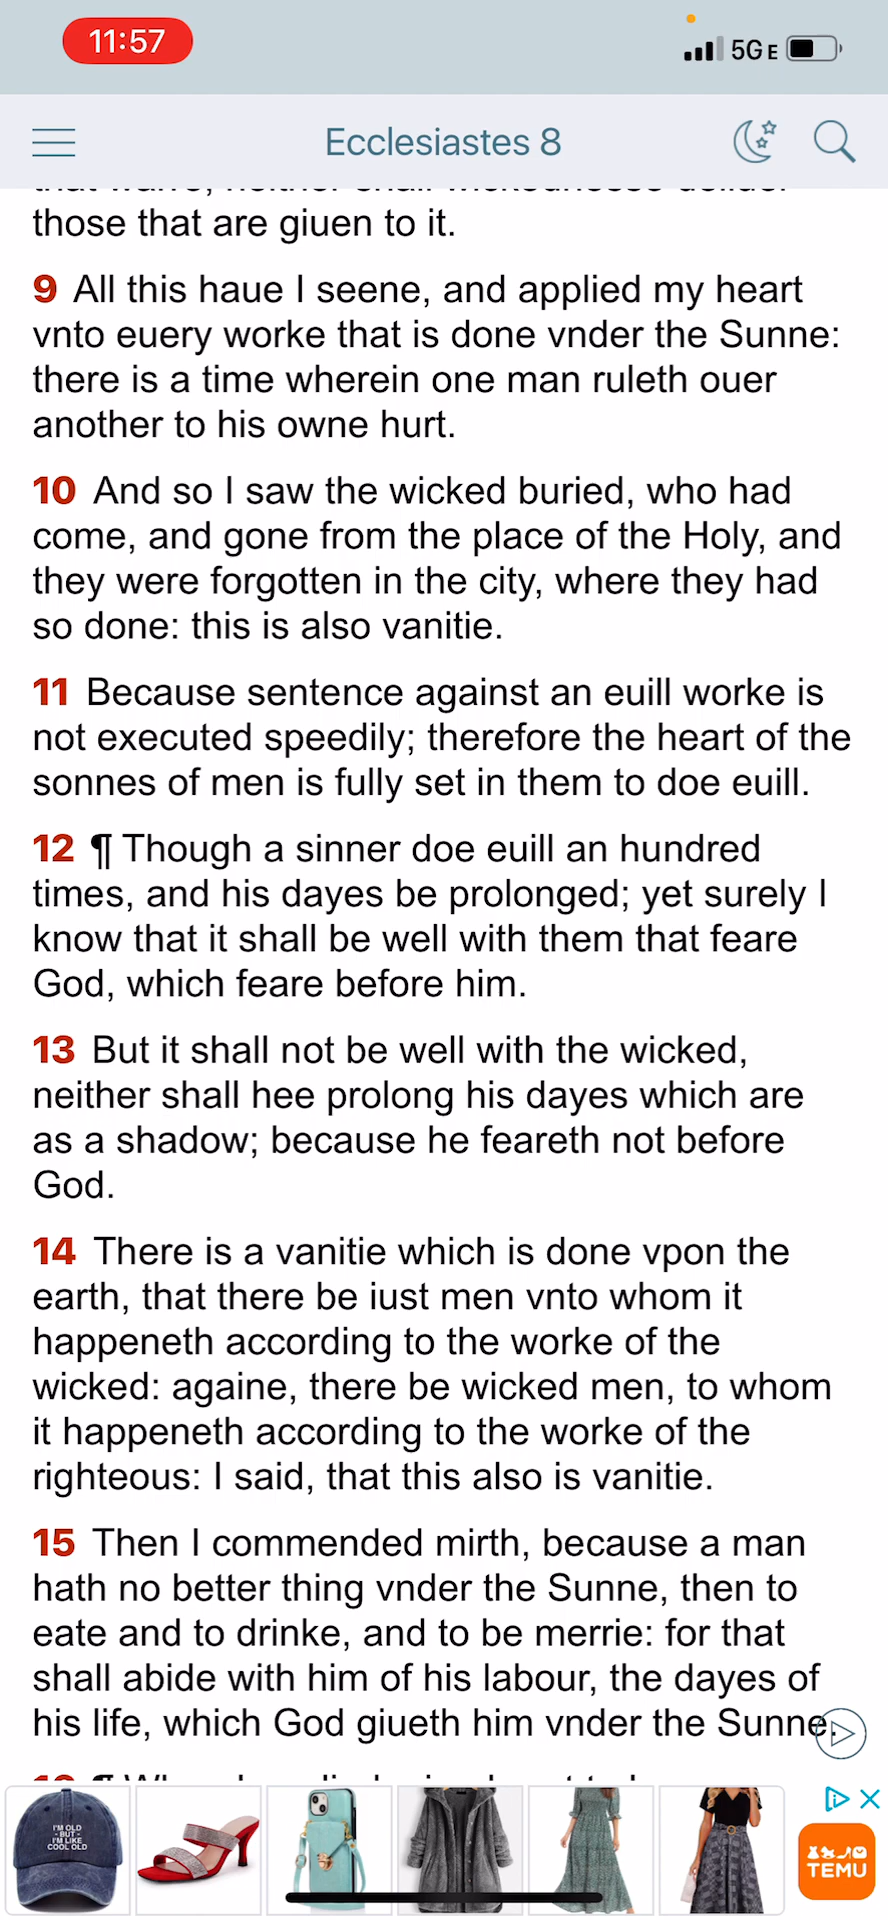 11:57
5G E
Ecclesiastes 8
those that are giuen to it.
9 All this haue I seene, and applied my heart
vnto euery worke that is done vnder the Sunne:
there is a time wherein one man ruleth ouer
another to his owne hurt.
10 And so I saw the wicked buried, who had
come, and gone from the place of the Holy, and
they were forgotten in the city, where they had
so done: this is also vanitie.
11 Because sentence against an euill worke is
not executed speedily; therefore the heart of the
sonnes of men is fully set in them to doe euill.
12 ¶ Though a sinner doe euill an hundred
times, and his dayes be prolonged; yet surely I
know that it shall be well with them that feare
God, which feare before him.
13 But it shall not be well with the wicked,
neither shall hee prolong his dayes which are
as a shadow; because he feareth not before
God.
14 There is a vanitie which is done vpon the
earth, that there be iust men vnto whom it
happeneth according to the worke of the
wicked: againe, there be wicked men, to whom
it happeneth according to the worke of the
righteous: I said, that this also is vanitie.
15 Then I commended mirth, because a man
hath no better thing vnder the Sunne, then to
eate and to drinke, and to be merrie: for that
shall abide with him of his labour, the dayes of
his life, which God giueth him vnder the Sunne.
I'M OLD
- BUT -
I'M LIKE
COOL OLD
TEMU